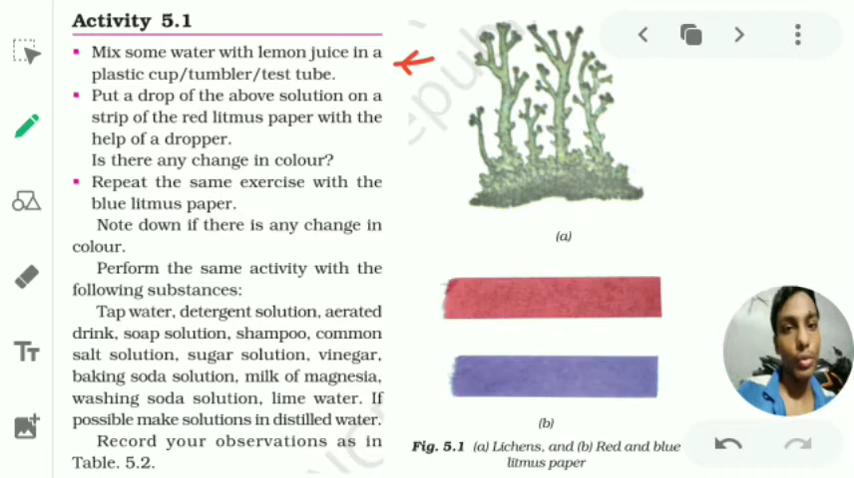 Activity 5.1
Mix some water with lemon juice in a
plastic cup/tumbler/test tube.
Put a drop of the above solution on a
strip of the red litmus paper with the
help of a dropper.
Is there any change in colour?
Repeat the same exercise with the
blue litmus paper.
Note down if there is any change in
colour.
Perform the same activity with the
following substances:
Tap water, detergent solution, aerated
drink, soap solution, shampoo, common
salt solution, sugar solution, vinegar,
baking soda solution, milk of magnesia,
washing soda solution, lime water. If
possible make solutions in distilled water.
Record your observations as in
Table. 5.2.
(a)
(b)
Fig. 5.1 (a) Lichens, and (b) Red and blue
litmus paper
TT